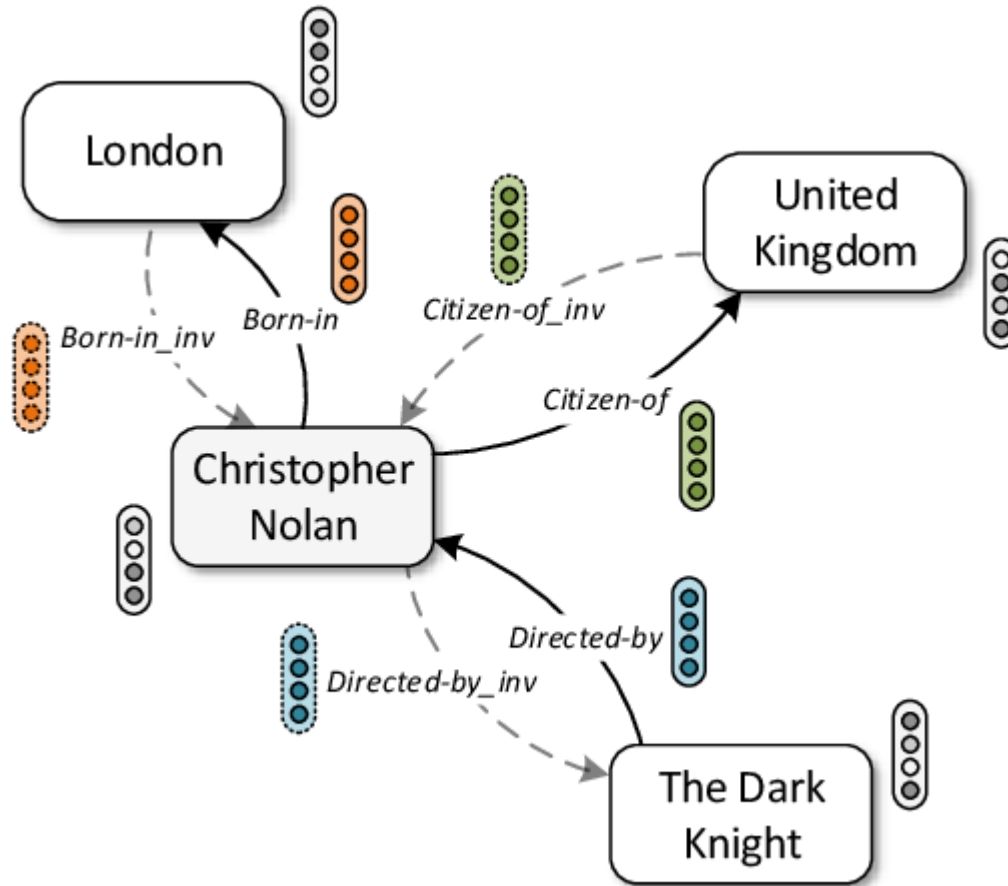 London
United
Kingdom
Born-in_inv
Born-in
Citizen-of_inv
Citizen-of
Christopher
Nolan
Directed-by
Directed-by_inv
The Dark
Knight